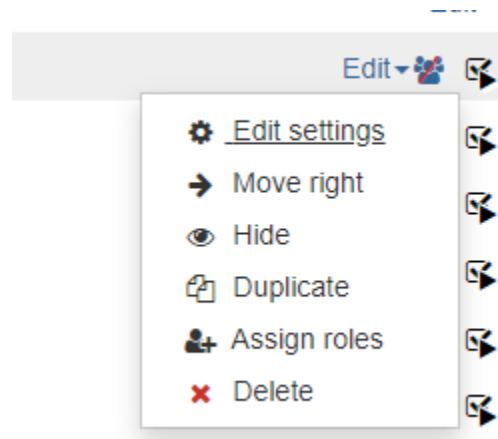 Edit
Edit settings
Move right
Hide
Duplicate
Assign roles
Delete